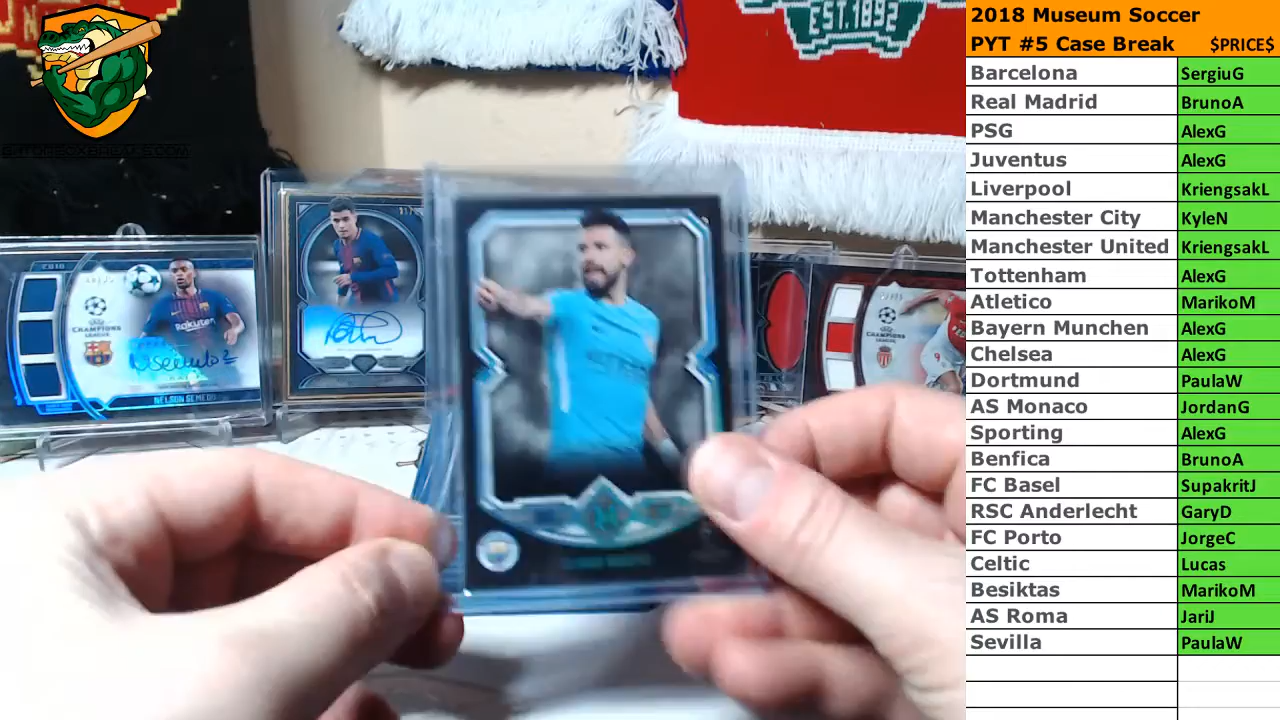 2018 Museum Soccer
PYT #5 Case Break $PRICE$
Barcelona SergiuG
Real Madrid BrunoA
PSG AlexG
Juventus AlexG
Liverpool KriengsakL
Manchester City KyleN
Manchester United KriengsakL
Tottenham AlexG
Atletico MarikoM
Bayern Munchen AlexG
Chelsea AlexG
Dortmund PaulaW
AS Monaco JordanG
Sporting AlexG
Benfica BrunoA
FC Basel SupakritJ
RSC Anderlecht GaryD
FC Porto JorgeC
Celtic Lucas
Besiktas MarikoM
AS Roma JariJ
Sevilla PaulaW
EST.1892
CHAMPIONS
LEAGUE
Rakuten
NELSON SEMEDO
CHAMPIONS
LEAGUE